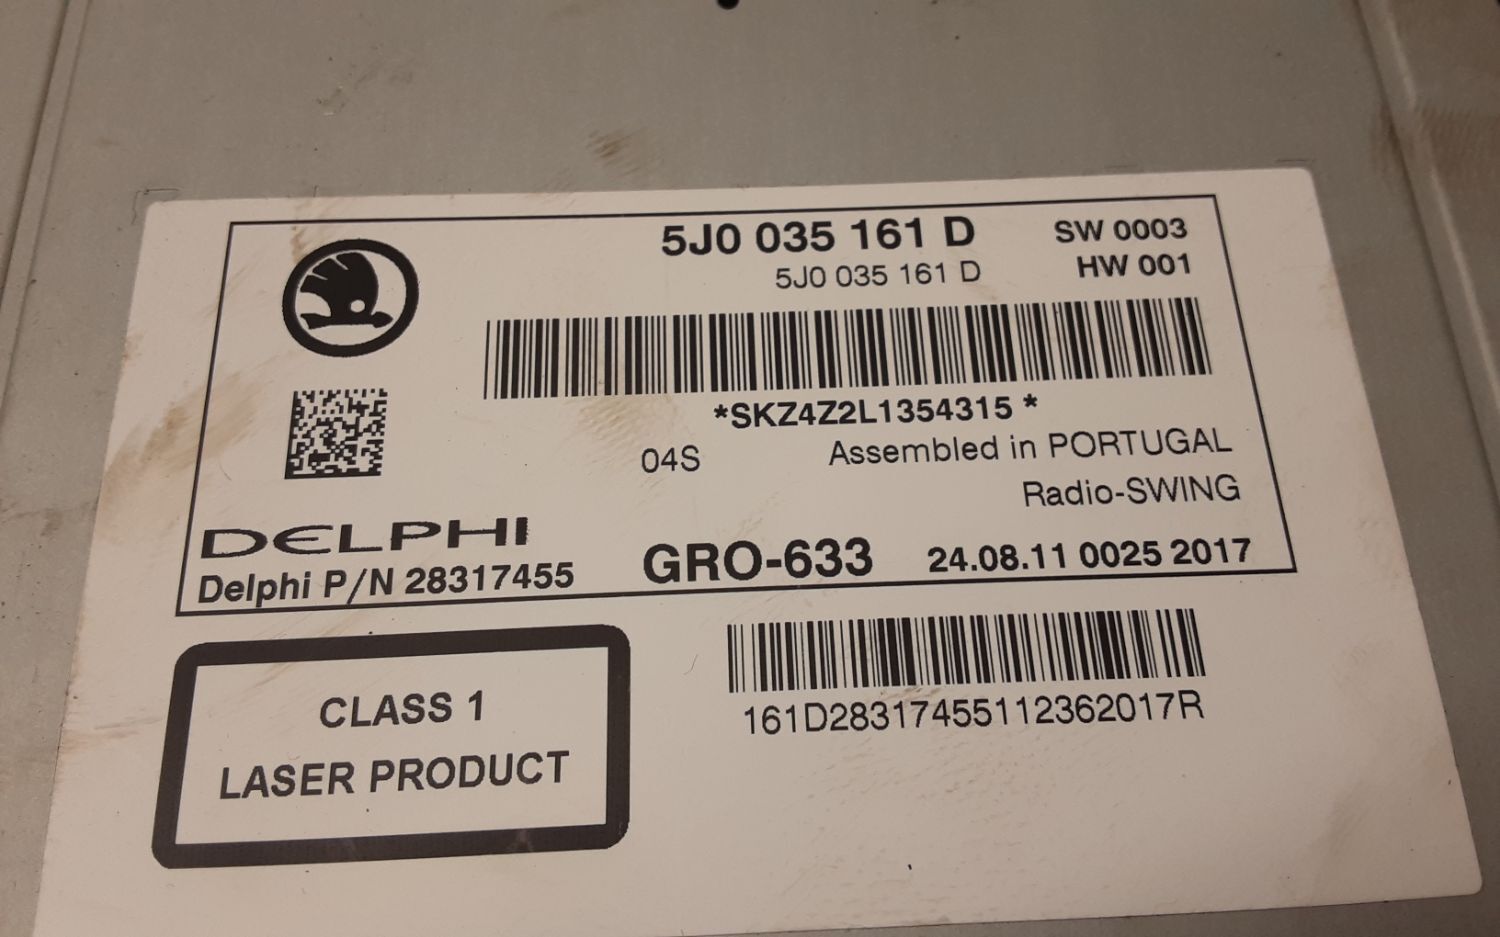 5J0 035 161 D
SW 0003
5J0 035 161 D
HW 001
*SKZ4Z2L1354315 *
04S
Assembled in PORTUGAL
Radio-SWING
DELPHI
Delphi P/N 28317455
GRO-633
24.08.11 0025 2017
CLASS 1
LASER PRODUCT
161D28317455112362017R